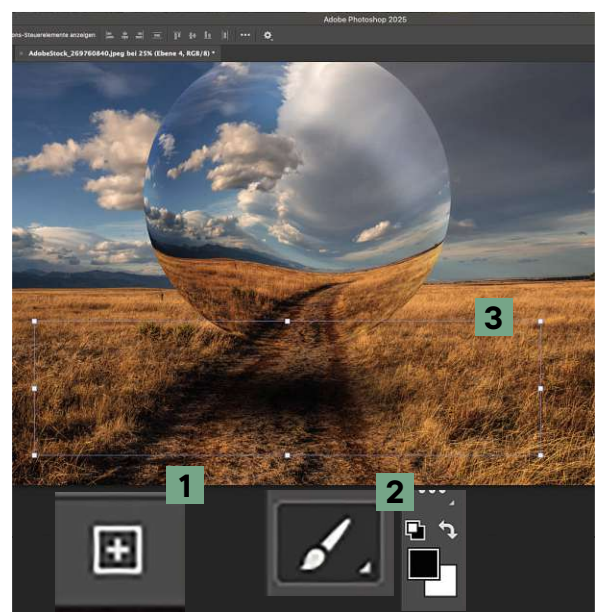 Adobe Photoshop 2025
ons-Steuerelemente anzeigen
× AdobeStock_269760840.jpeg bei 25% (Ebene 4, RGB/8) *
3
1
2